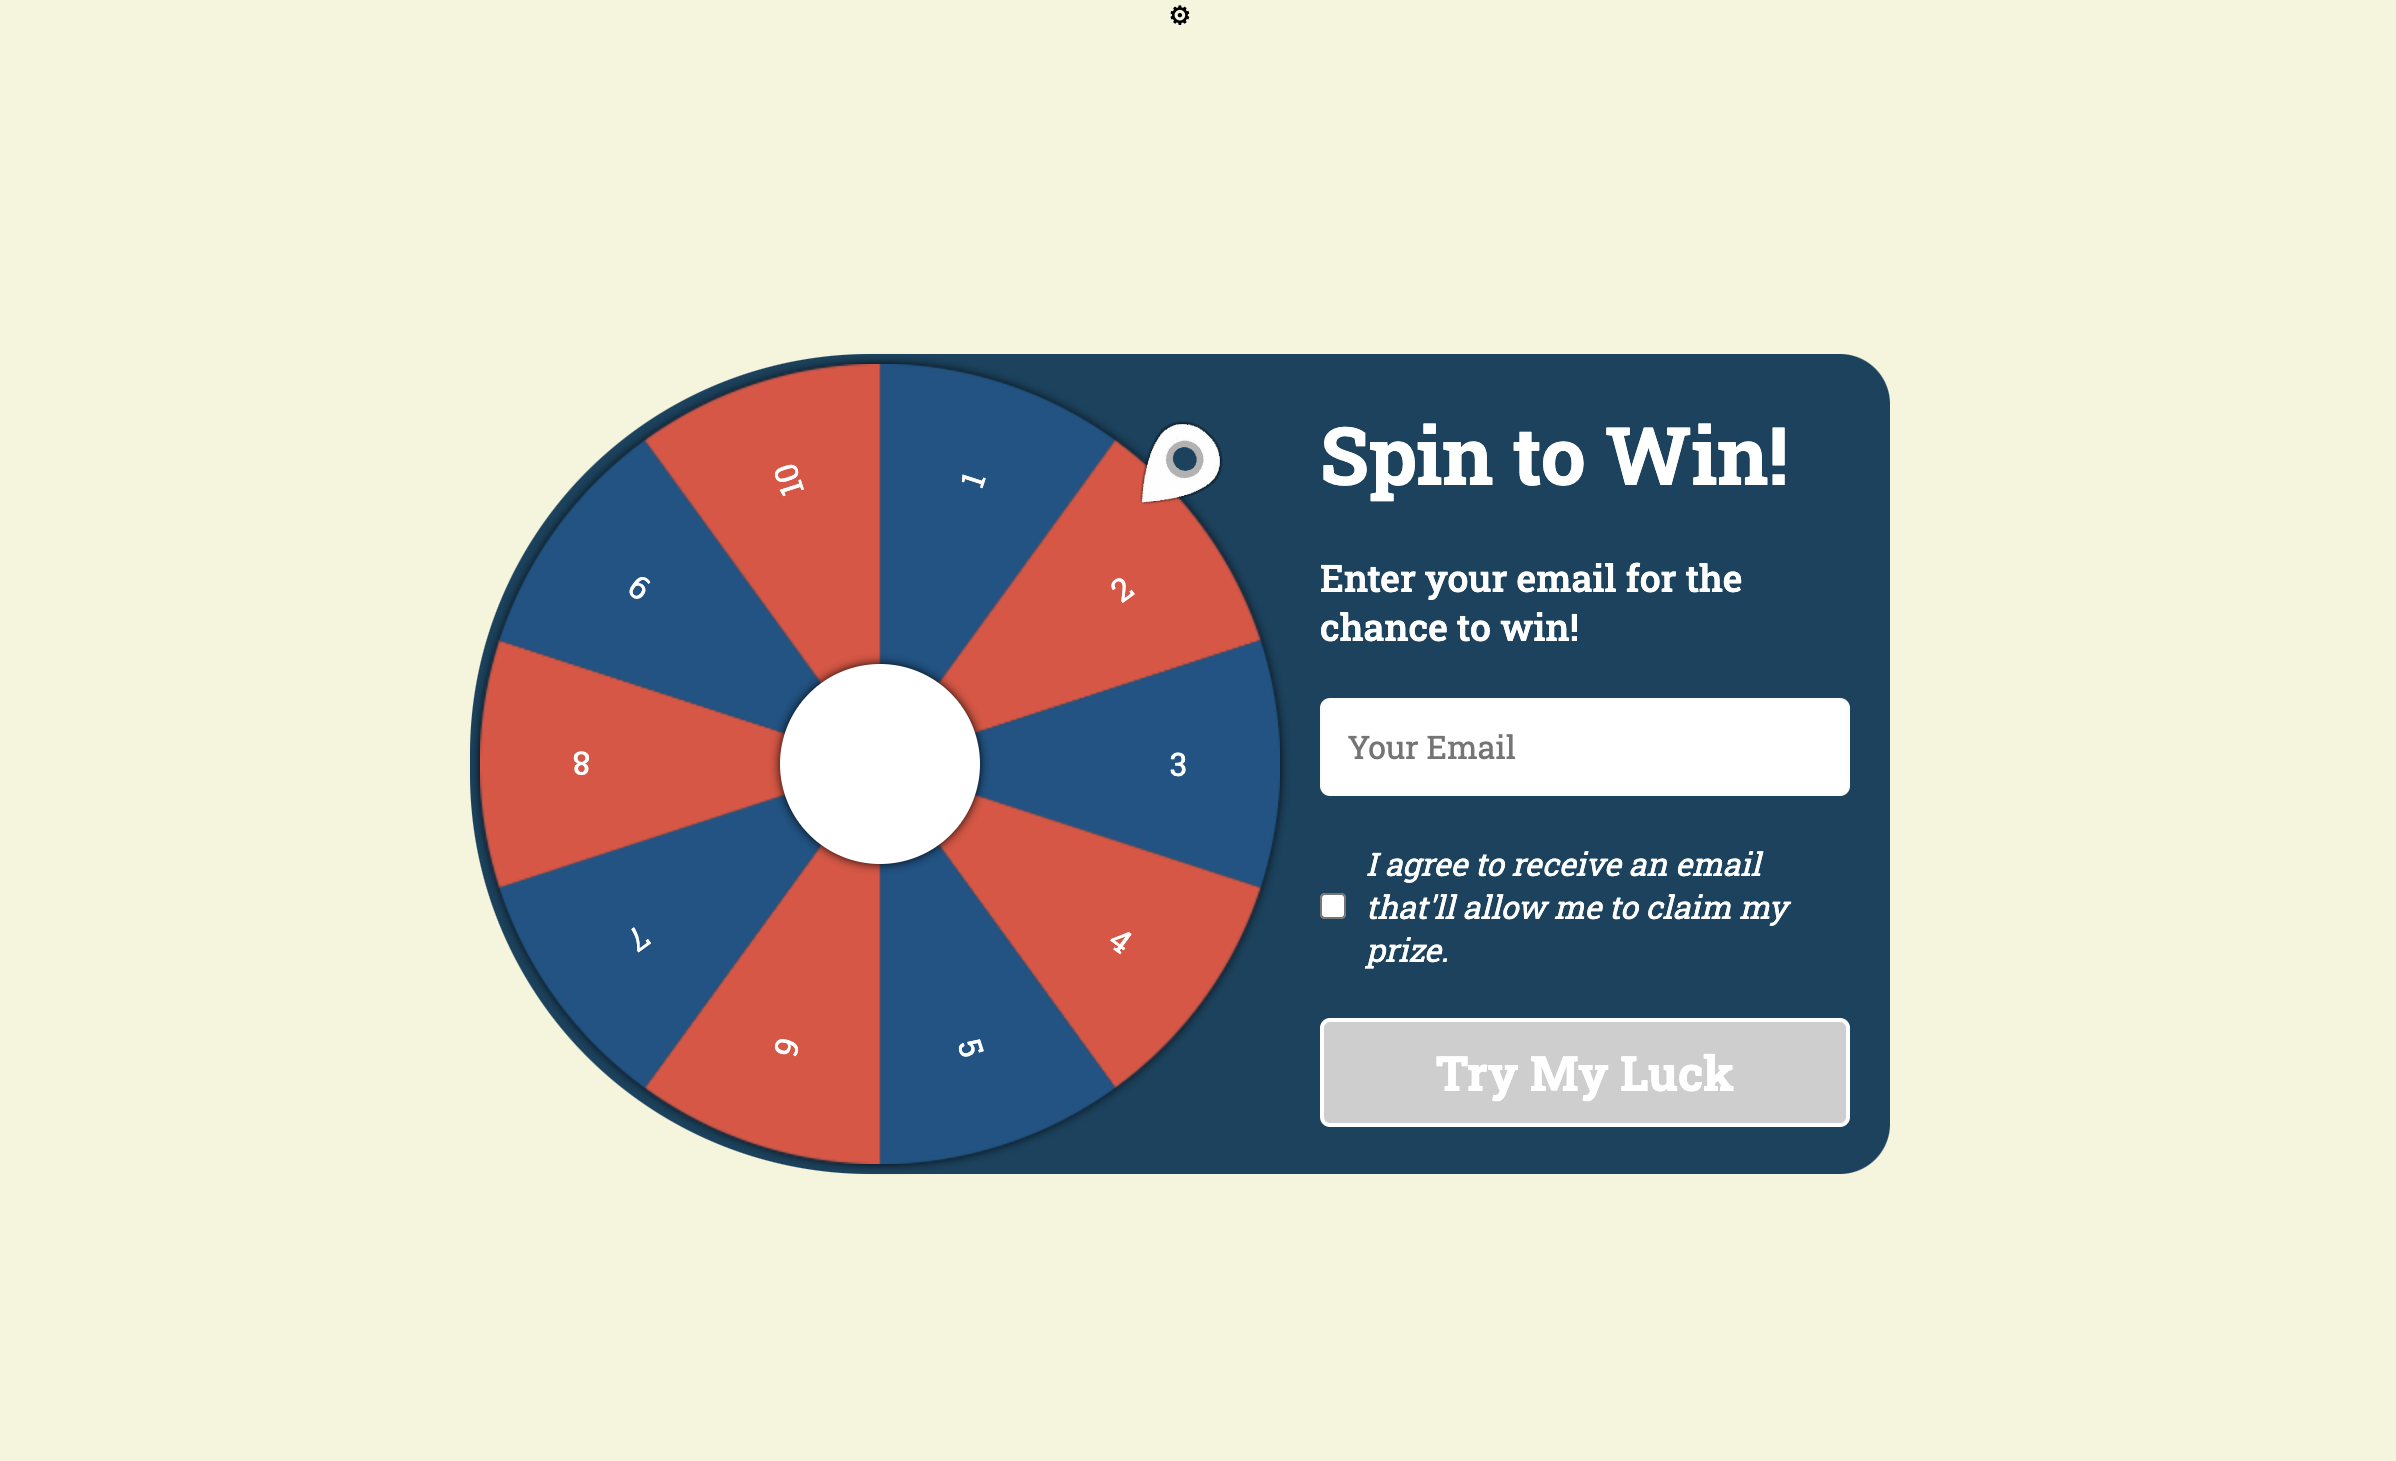 1
2
3
4
5
6
7
8
9
10
Spin to Win!
Enter your email for the
chance to win!
Your Email
I agree to receive an email
that'll allow me to claim my
prize.
Try My Luck